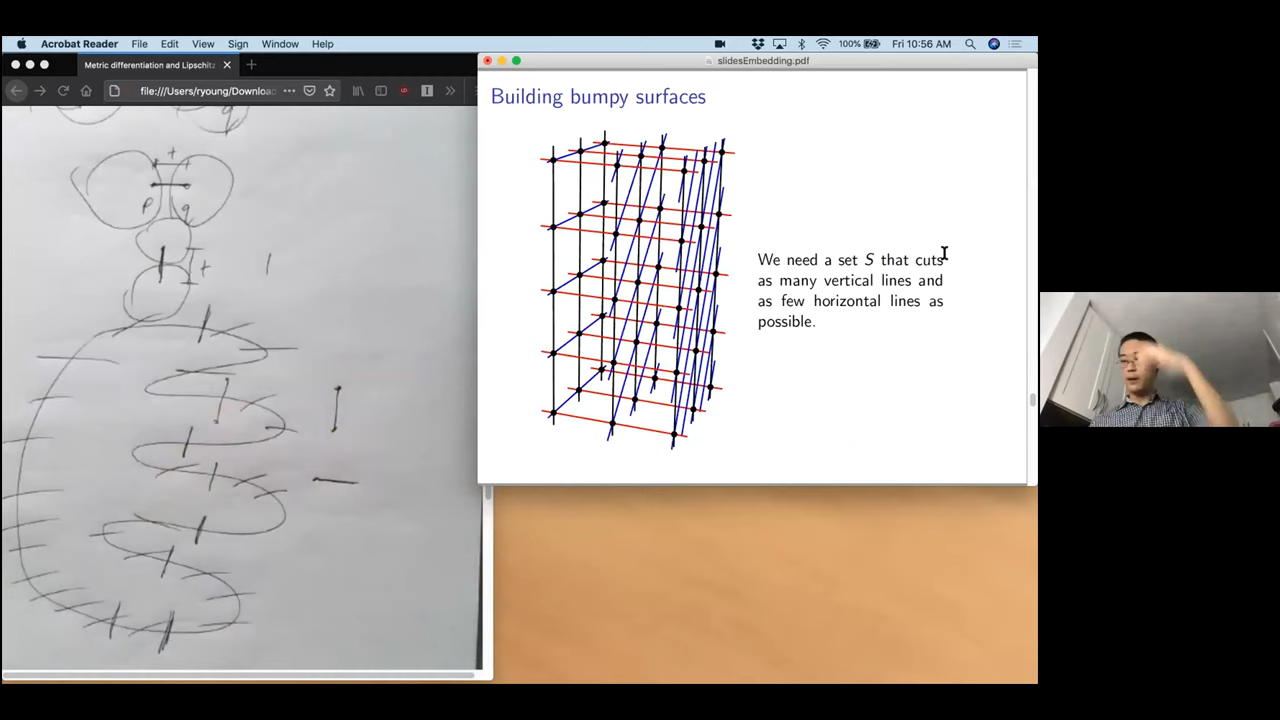 Acrobat Reader File Edit View Sign Window Help
100% Fri 10:56 AM
Metric differentiation and Lipschitz
file:///Users/ryoung/Downloa
slidesEmbedding.pdf
Building bumpy surfaces
We need a set S that cuts
as many vertical lines and
as few horizontal lines as
possible.
p q